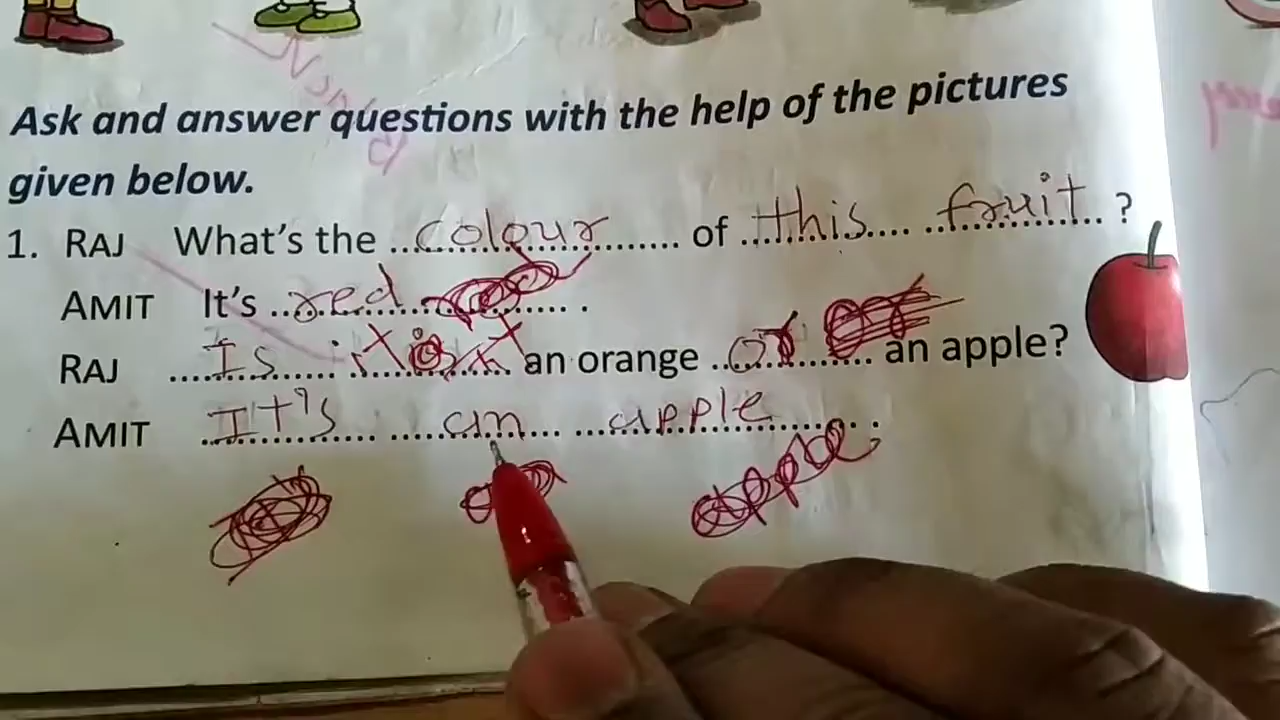 Ask and answer questions with the help of the pictures
given below.
1. RAJ What's the colour of this fruit ?
AMIT It's red .
RAJ Is it an orange or an apple?
AMIT It's an apple .
apple